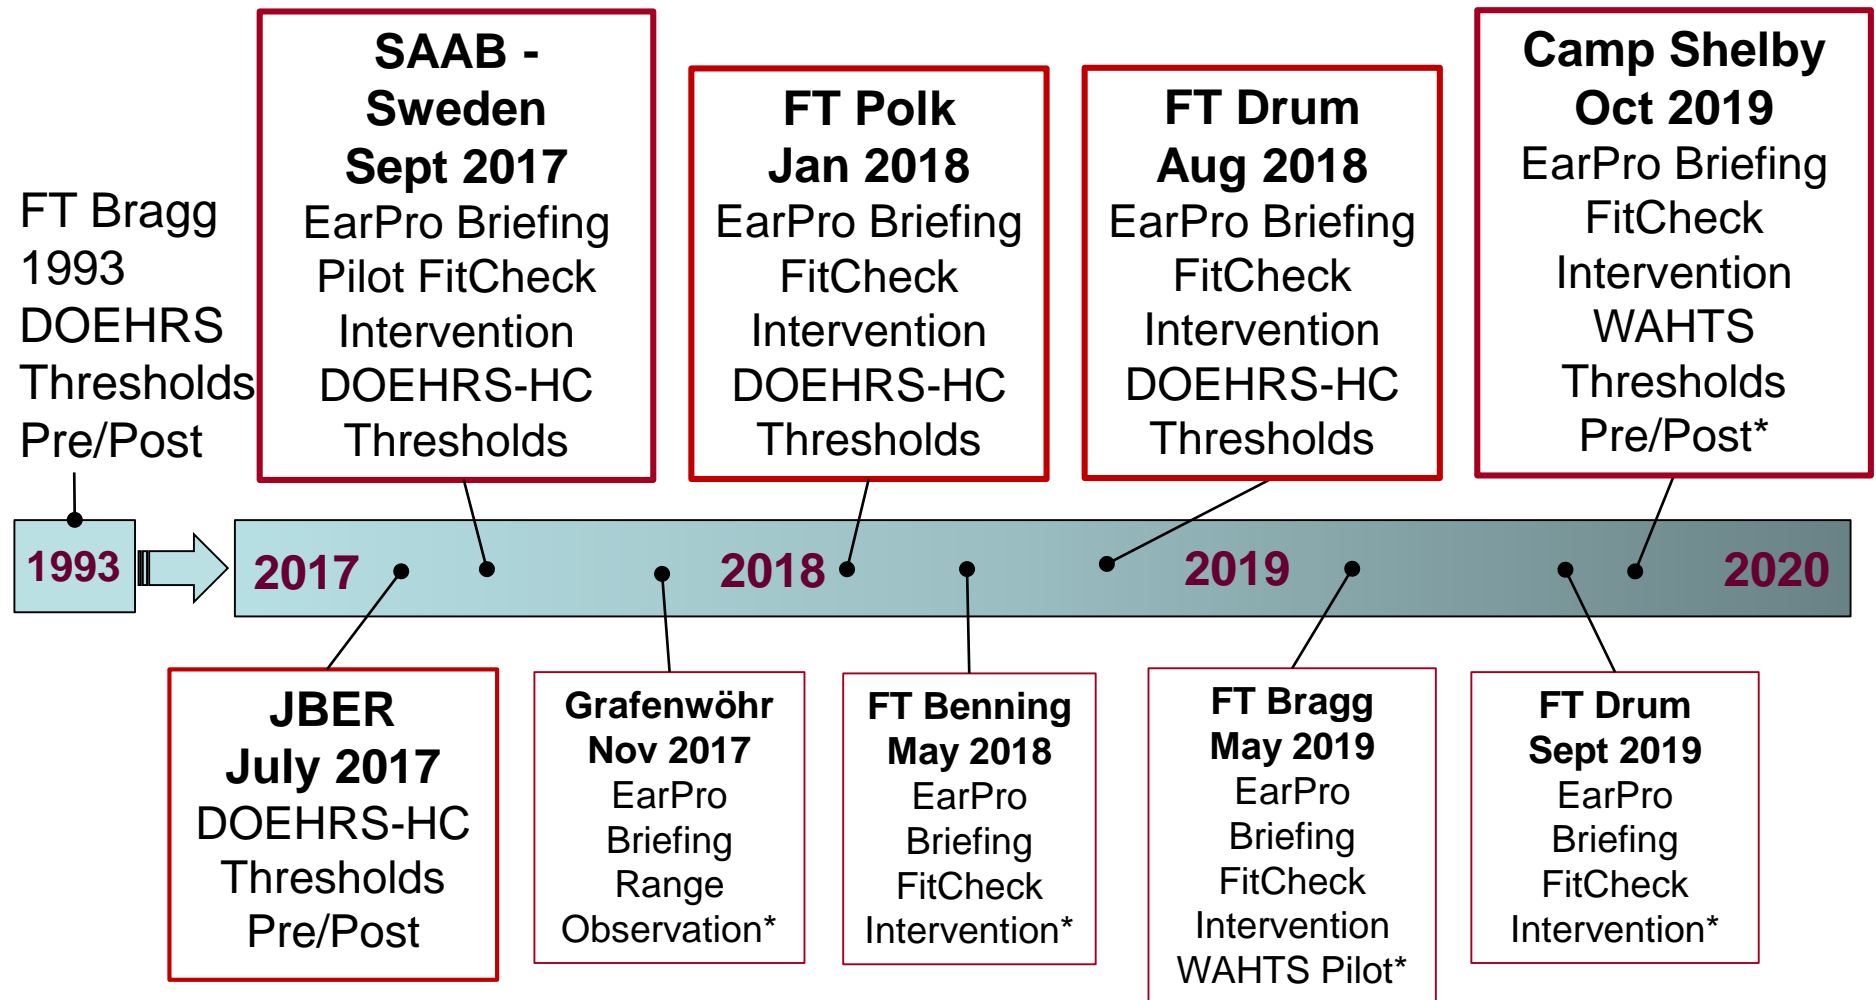 FT Bragg
1993
DOEHRS
Thresholds
Pre/Post
SAAB -
Sweden
Sept 2017
EarPro Briefing
Pilot FitCheck
Intervention
DOEHRS-HC
Thresholds
FT Polk
Jan 2018
EarPro Briefing
FitCheck
Intervention
DOEHRS-HC
Thresholds
FT Drum
Aug 2018
EarPro Briefing
FitCheck
Intervention
DOEHRS-HC
Thresholds
Camp Shelby
Oct 2019
EarPro Briefing
FitCheck
Intervention
WAHTS
Thresholds
Pre/Post*
1993
2017
2018
2019
2020
JBER
July 2017
DOEHRS-HC
Thresholds
Pre/Post
Grafenwöhr
Nov 2017
EarPro
Briefing
Range
Observation*
FT Benning
May 2018
EarPro
Briefing
FitCheck
Intervention*
FT Bragg
May 2019
EarPro
Briefing
FitCheck
Intervention
WAHTS Pilot*
FT Drum
Sept 2019
EarPro
Briefing
FitCheck
Intervention*